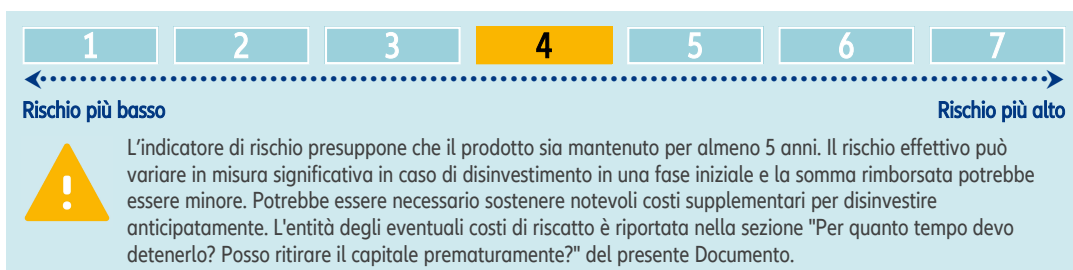 1 2 3 4 5 6 7
Rischio più basso Rischio più alto
L'indicatore di rischio presuppone che il prodotto sia mantenuto per almeno 5 anni. Il rischio effettivo può
variare in misura significativa in caso di disinvestimento in una fase iniziale e la somma rimborsata potrebbe
essere minore. Potrebbe essere necessario sostenere notevoli costi supplementari per disinvestire
anticipatamente. L'entità degli eventuali costi di riscatto è riportata nella sezione "Per quanto tempo devo
detenerlo? Posso ritirare il capitale prematuramente?" del presente Documento.